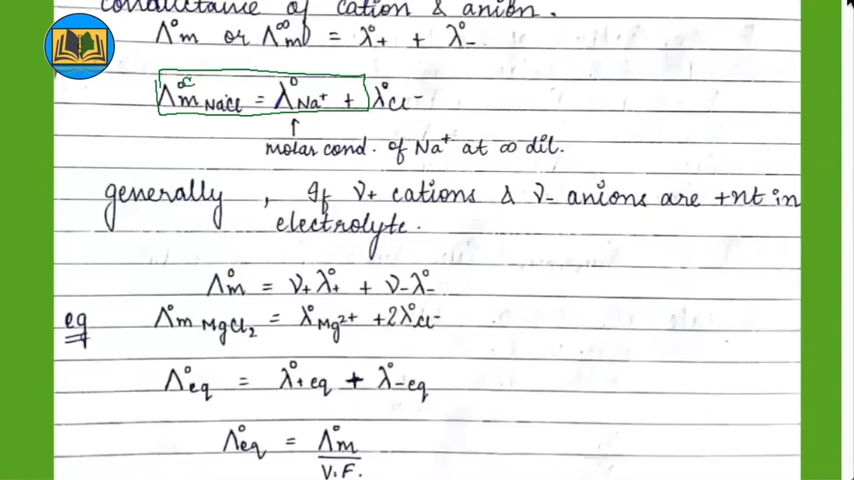 conductance of cation & anion.
Λ°m or Λ∞m = λ°+ + λ°-
Λ∞m NaCl = λ°Na+ + λ°Cl-
↑
molar cond. of Na+ at ∞ dil.
generally, If ν+ cations & ν- anions are +nt in
electrolyte.
Λ°m = ν+λ°+ + ν-λ°-
eg Λ°m MgCl2 = λ°Mg2+ + 2λ°Cl-
Λ°eq = λ°+eq + λ°-eq
Λ°eq = Λ°m
V.F.